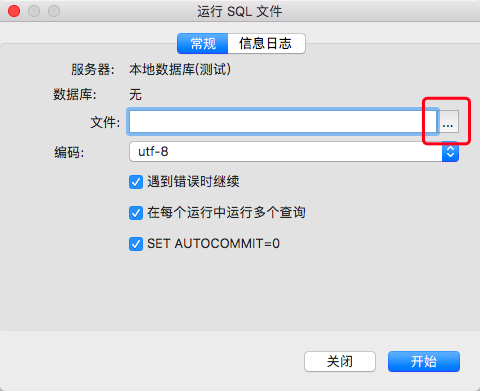 运行 SQL 文件
常规 信息日志
服务器: 本地数据库(测试)
数据库: 无
文件: ...
编码: utf-8
遇到错误时继续
在每个运行中运行多个查询
SET AUTOCOMMIT=0
关闭 开始